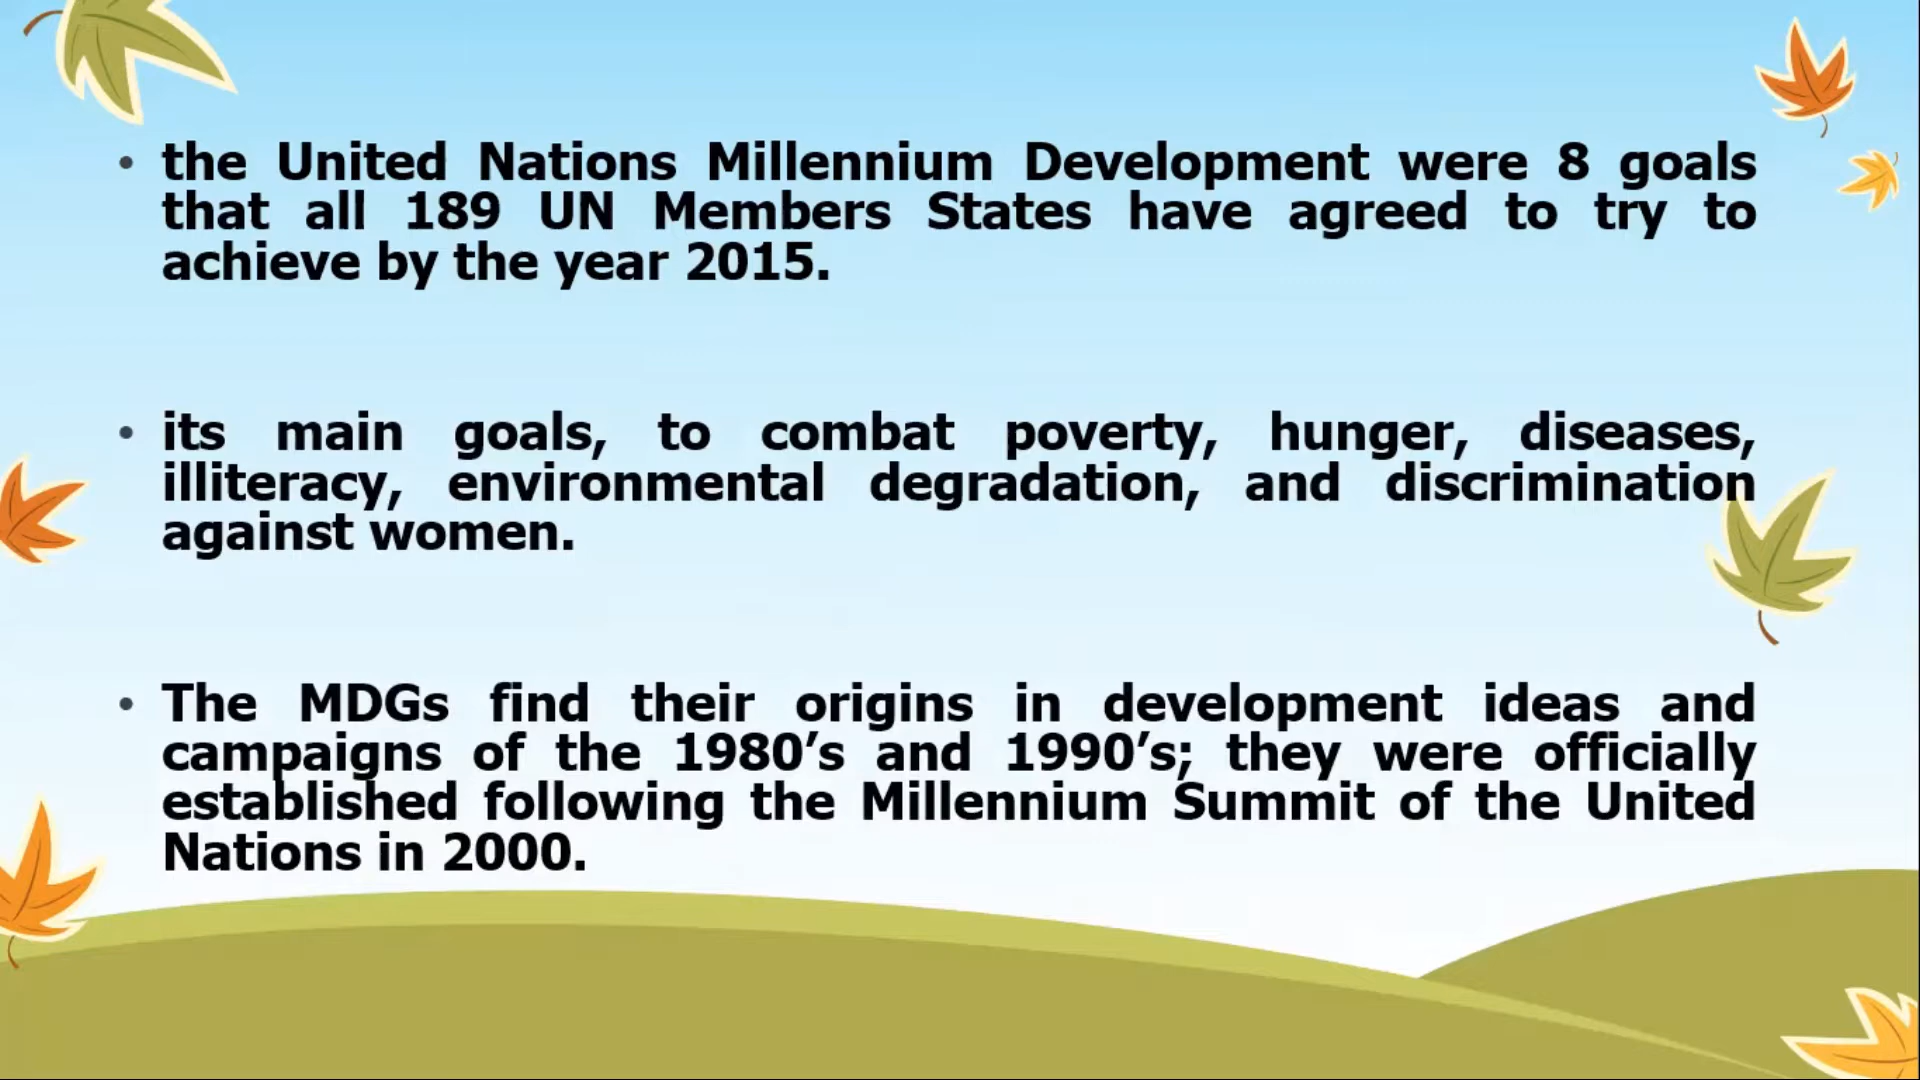 • the United Nations Millennium Development were 8 goals
that all 189 UN Members States have agreed to try to
achieve by the year 2015.
• its main goals, to combat poverty, hunger, diseases,
illiteracy, environmental degradation, and discrimination
against women.
• The MDGs find their origins in development ideas and
campaigns of the 1980’s and 1990’s; they were officially
established following the Millennium Summit of the United
Nations in 2000.